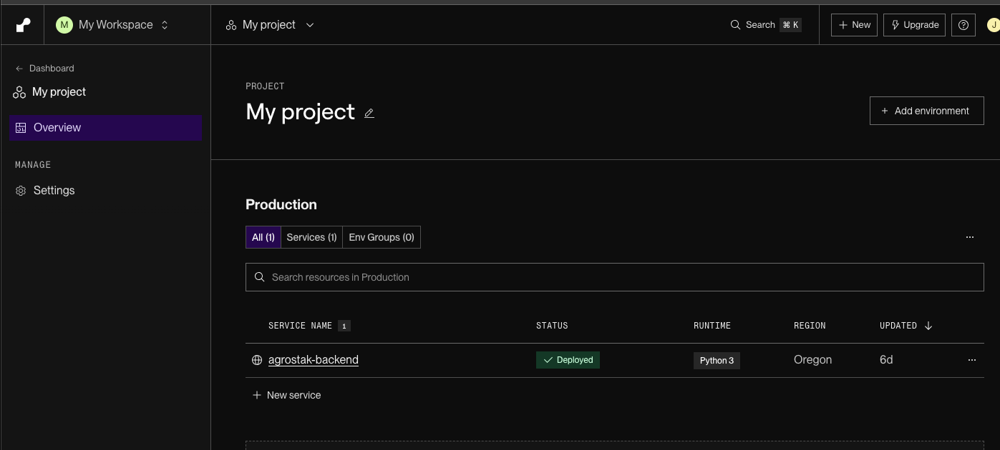 M My Workspace
My project
Search ⌘ K
+ New
Upgrade
J
← Dashboard
My project
Overview
MANAGE
Settings
PROJECT
My project
+ Add environment
Production
All (1) Services (1) Env Groups (0)
Search resources in Production
SERVICE NAME 1 STATUS RUNTIME REGION UPDATED ↓
agrostak-backend ✓ Deployed Python 3 Oregon 6d
+ New service